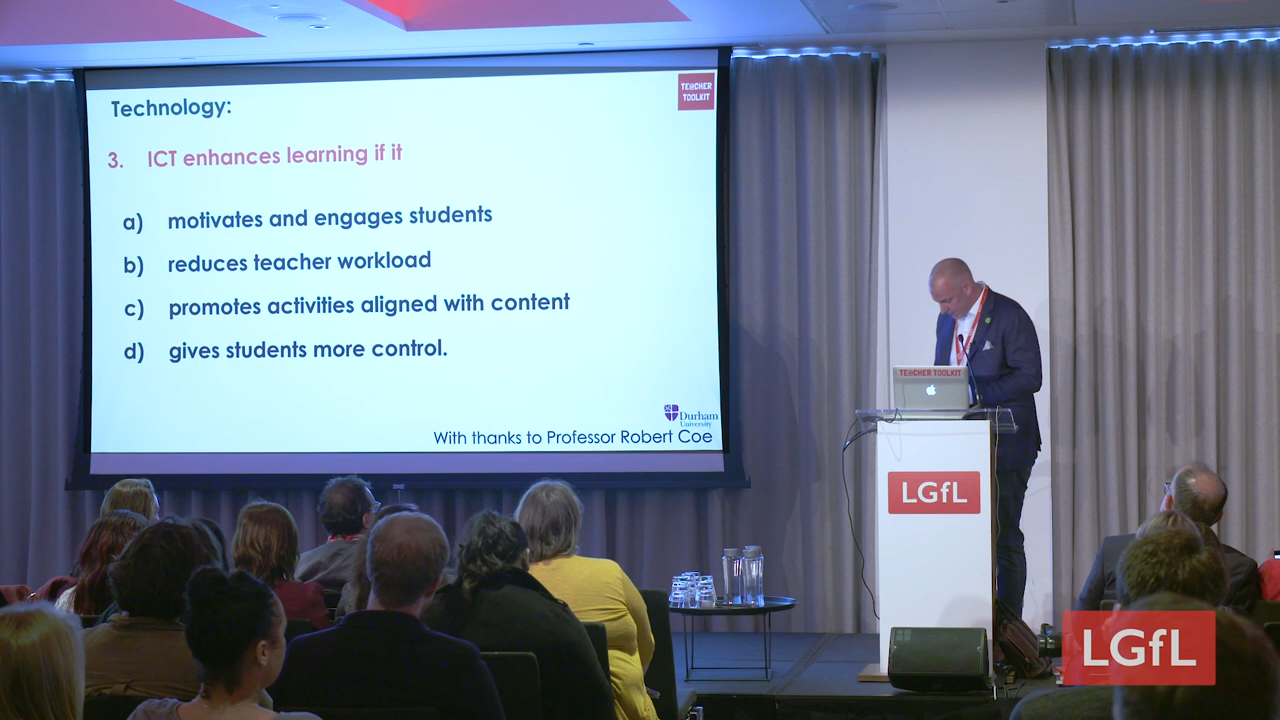 Technology:
TE@CHER
TOOLKIT
3. ICT enhances learning if it
a) motivates and engages students
b) reduces teacher workload
c) promotes activities aligned with content
d) gives students more control.
Durham
University
With thanks to Professor Robert Coe
TE@CHER TOOLKIT
LGfL
LGfL